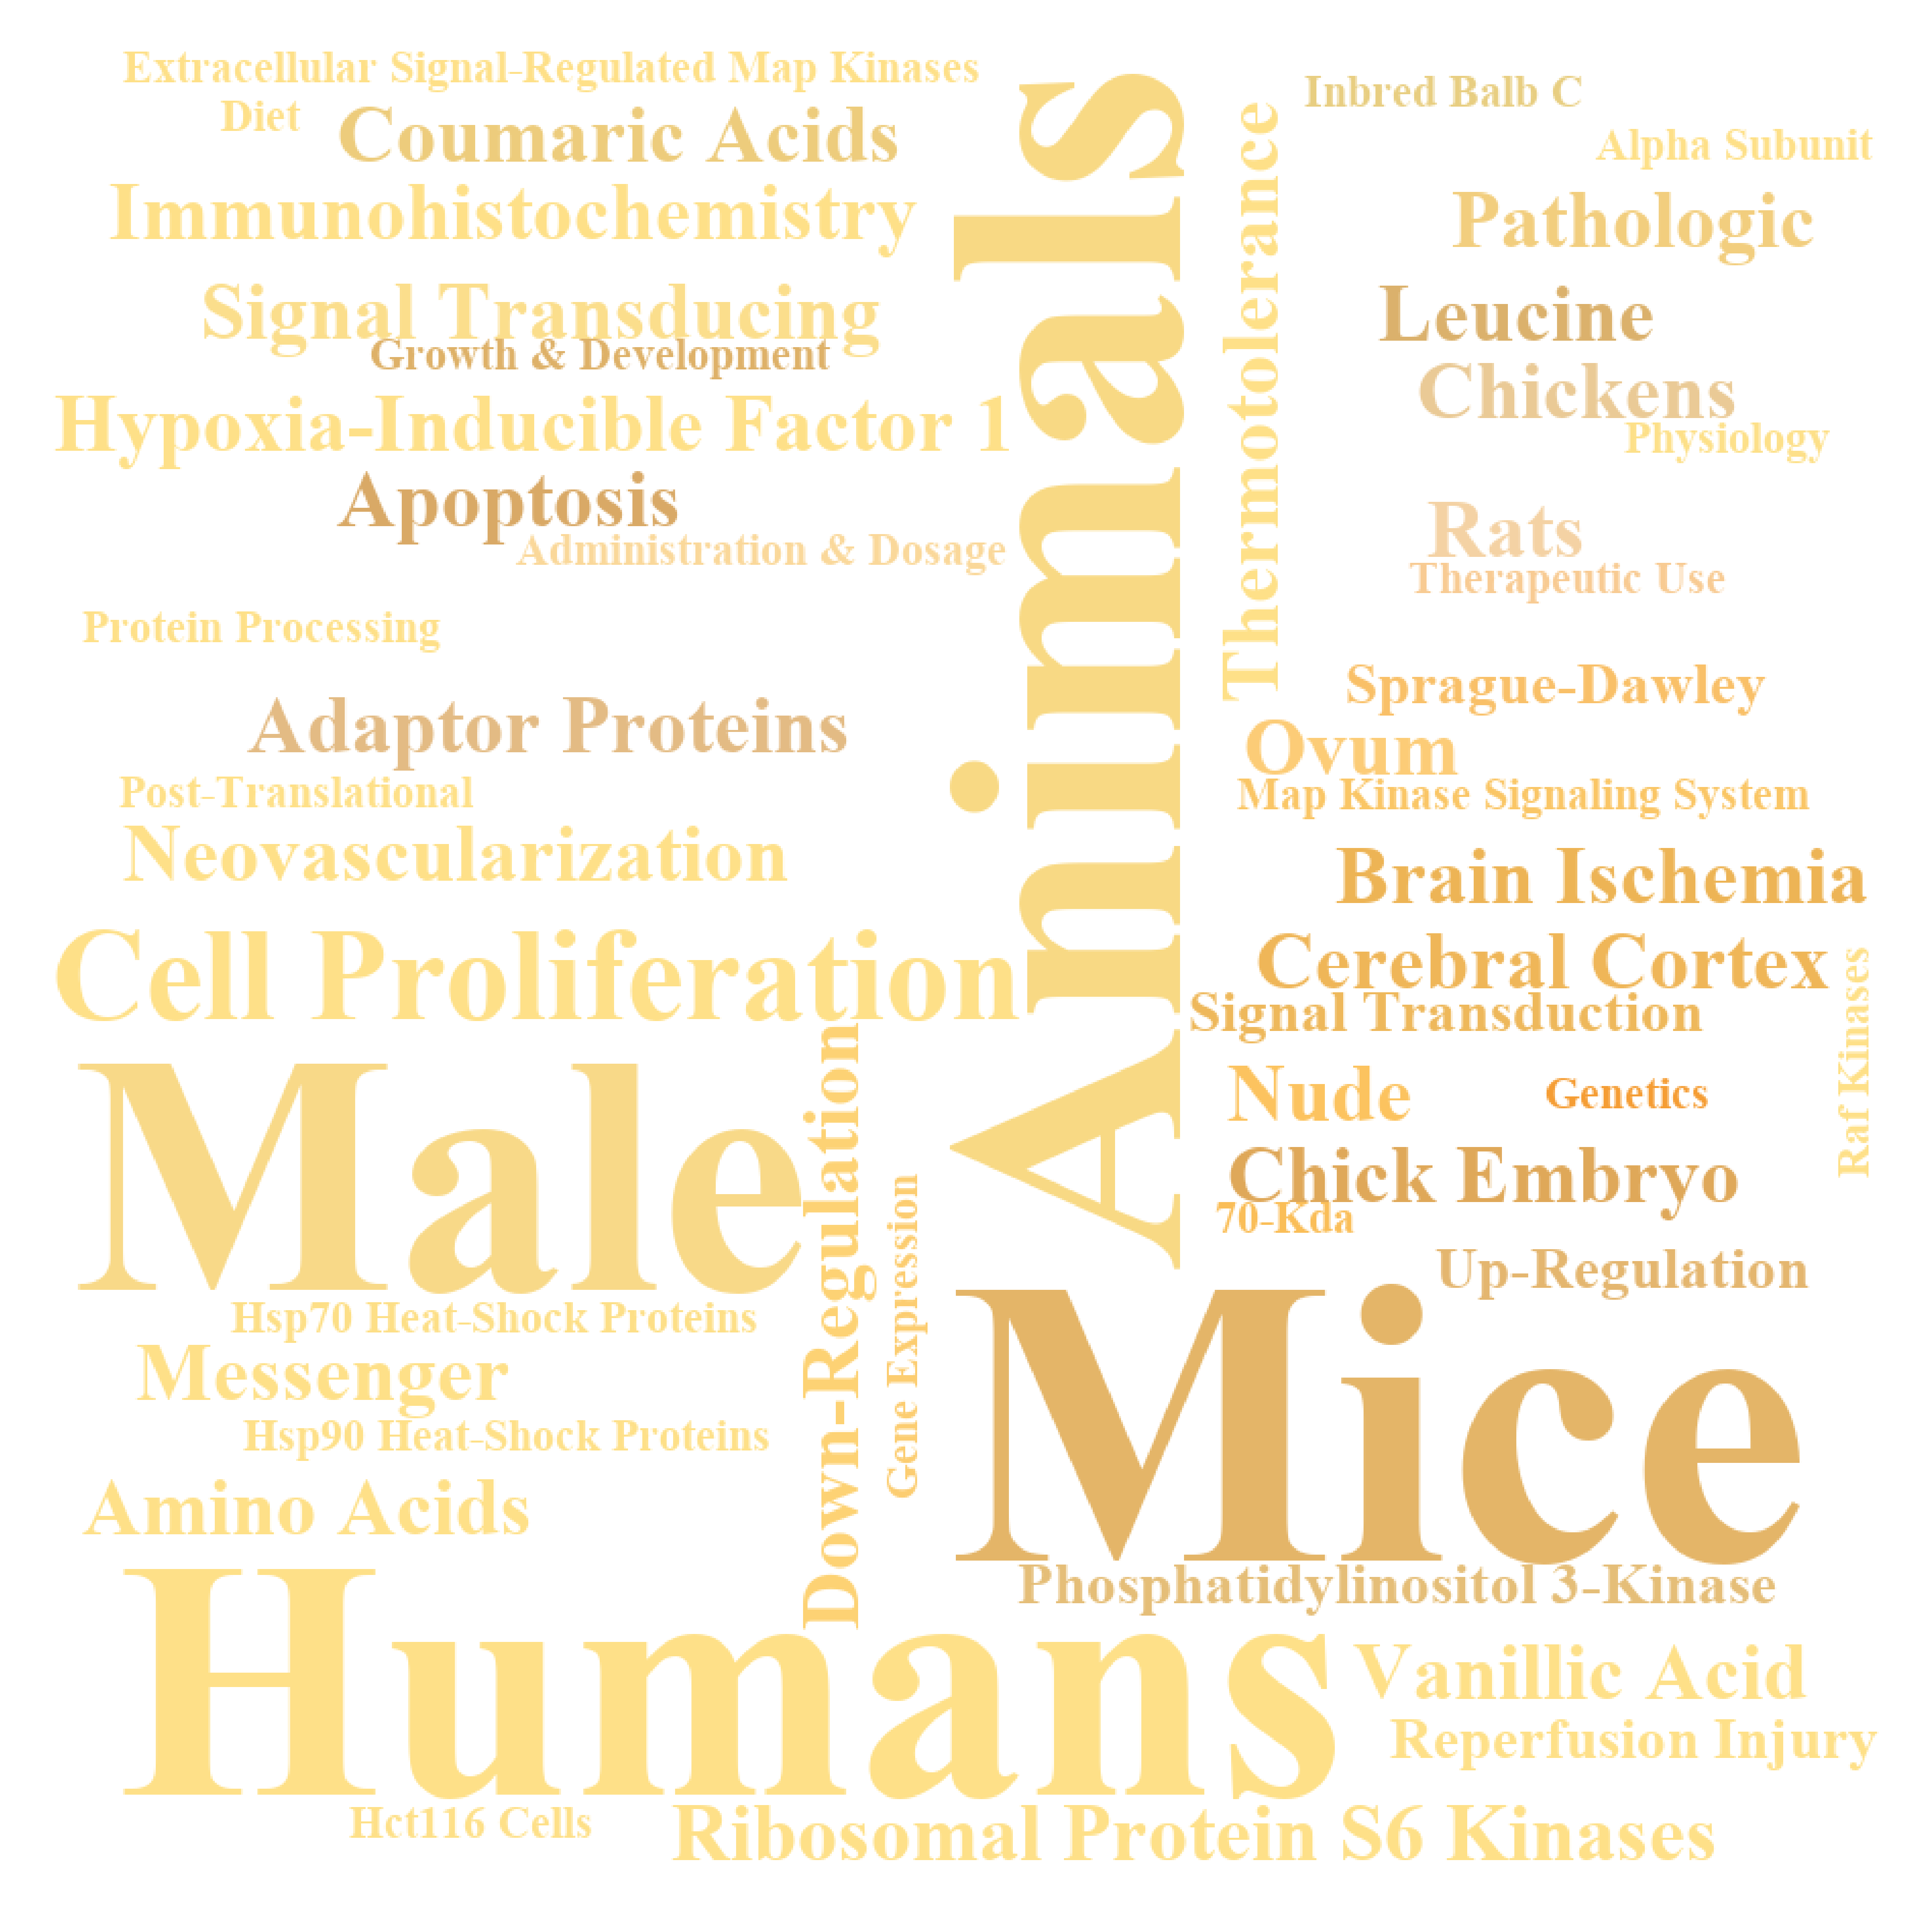 Extracellular Signal-Regulated Map Kinases
Diet
Coumaric Acids
Immunohistochemistry
Signal Transducing
Growth & Development
Hypoxia-Inducible Factor 1
Apoptosis
Administration & Dosage
Protein Processing
Adaptor Proteins
Post-Translational
Neovascularization
Cell Proliferation
Male
Down-Regulation
Gene Expression
Hsp70 Heat-Shock Proteins
Messenger
Hsp90 Heat-Shock Proteins
Amino Acids
Humans
Hct116 Cells
Ribosomal Protein S6 Kinases
Animals
Thermotolerance
Inbred Balb C
Alpha Subunit
Pathologic
Leucine
Chickens
Physiology
Rats
Therapeutic Use
Sprague-Dawley
Ovum
Map Kinase Signaling System
Brain Ischemia
Cerebral Cortex
Signal Transduction
Raf Kinases
Nude
Genetics
Chick Embryo
70-Kda
Up-Regulation
Mice
Phosphatidylinositol 3-Kinase
Vanillic Acid
Reperfusion Injury